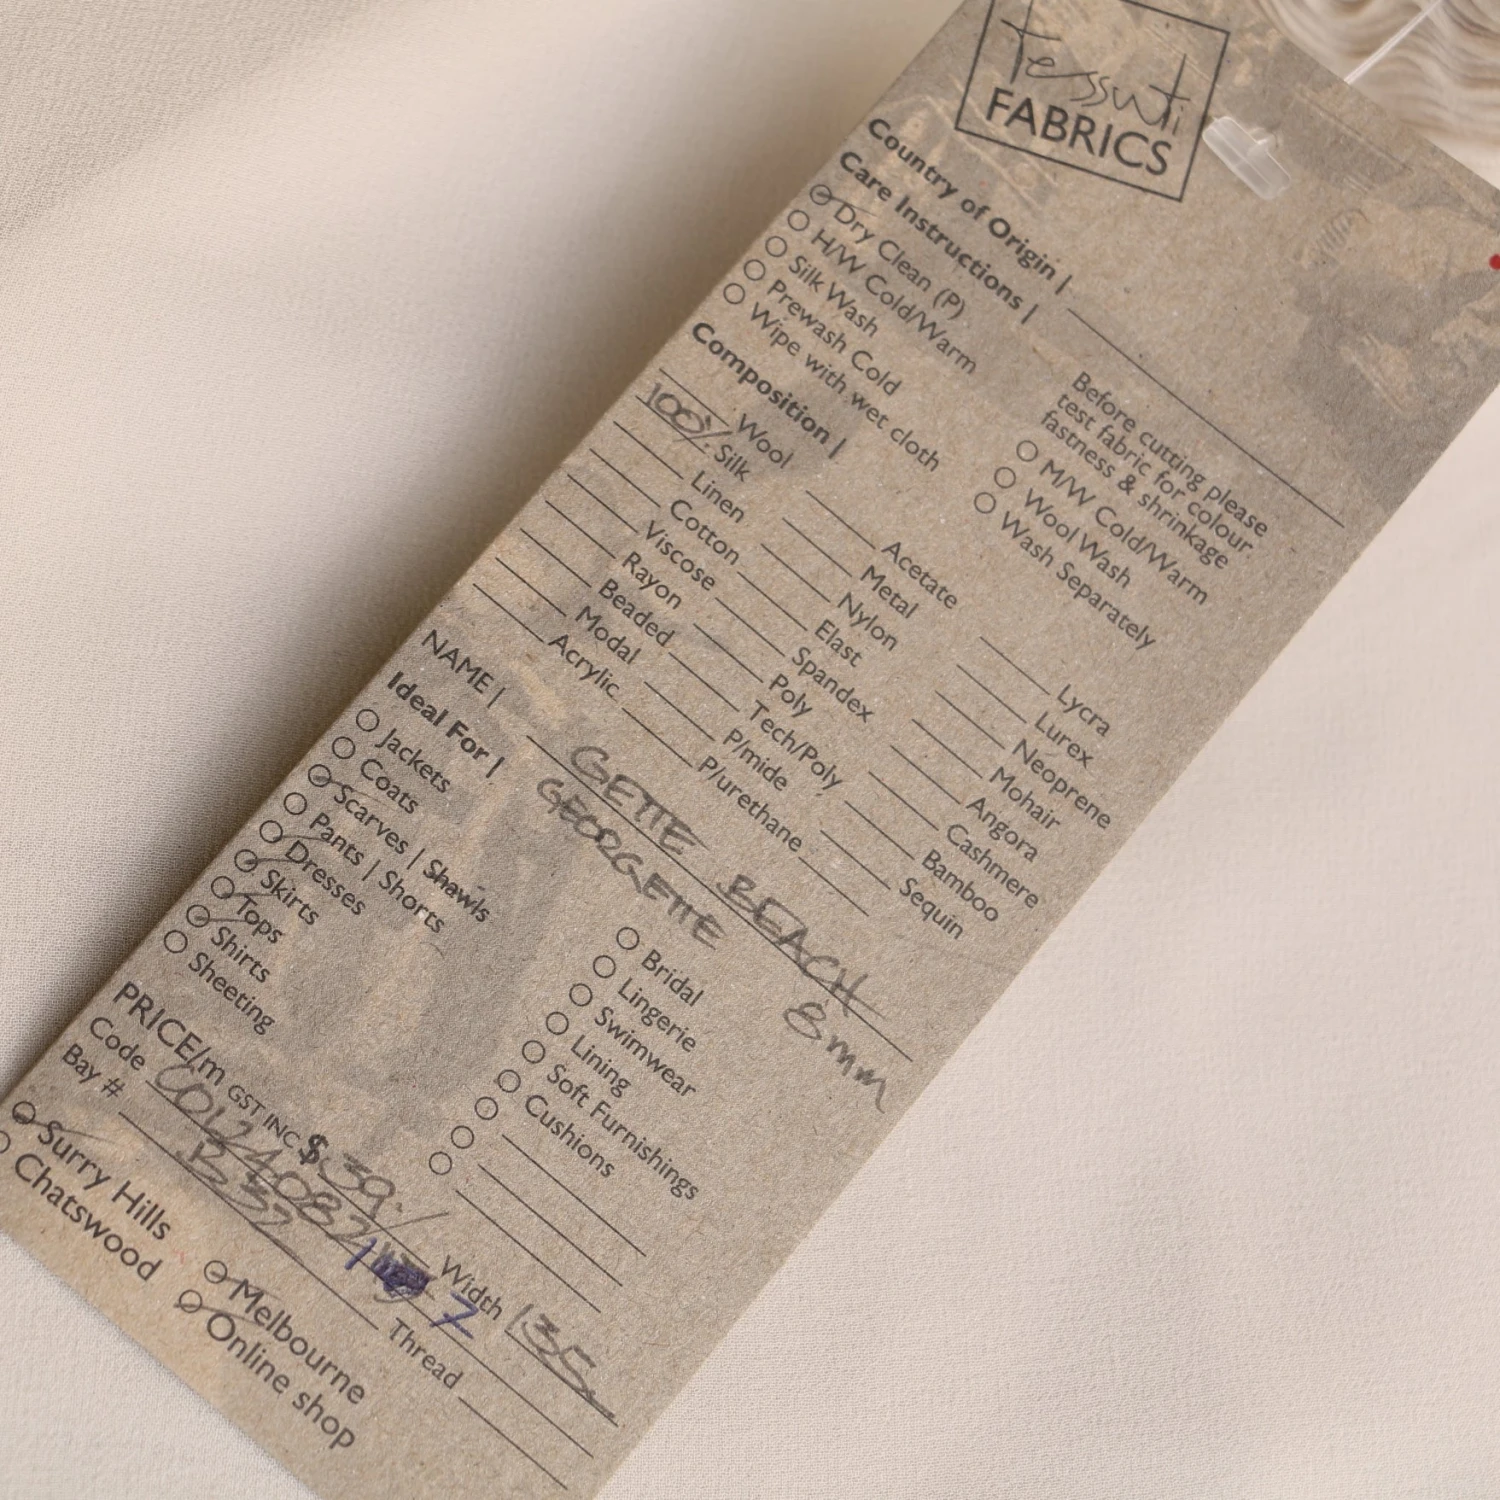 tessuti
FABRICS
Country of Origin |
Care Instructions |
Dry Clean (P)
H/W Cold/Warm
Silk Wash
Prewash Cold
Wipe with wet cloth
Before cutting please
test fabric for colour
fastness & shrinkage
M/W Cold/Warm
Wool Wash
Wash Separately
Composition |
Wool
100% Silk
Linen
Cotton
Viscose
Rayon
Beaded
Modal
Acrylic
Acetate
Metal
Nylon
Elast
Spandex
Poly
Tech/Poly
P/mide
P/urethane
Lycra
Lurex
Neoprene
Mohair
Angora
Cashmere
Bamboo
Sequin
NAME | GETTE BEACH
GEORGETTE 8mm
Ideal For |
Jackets
Coats
Scarves | Shawls
Pants | Shorts
Dresses
Skirts
Tops
Shirts
Sheeting
Bridal
Lingerie
Swimwear
Lining
Soft Furnishings
Cushions
PRICE/m GST INC $ 39.
Width 135
Code
Bay # B32
Thread
Surry Hills
Chatswood
Melbourne
Online shop